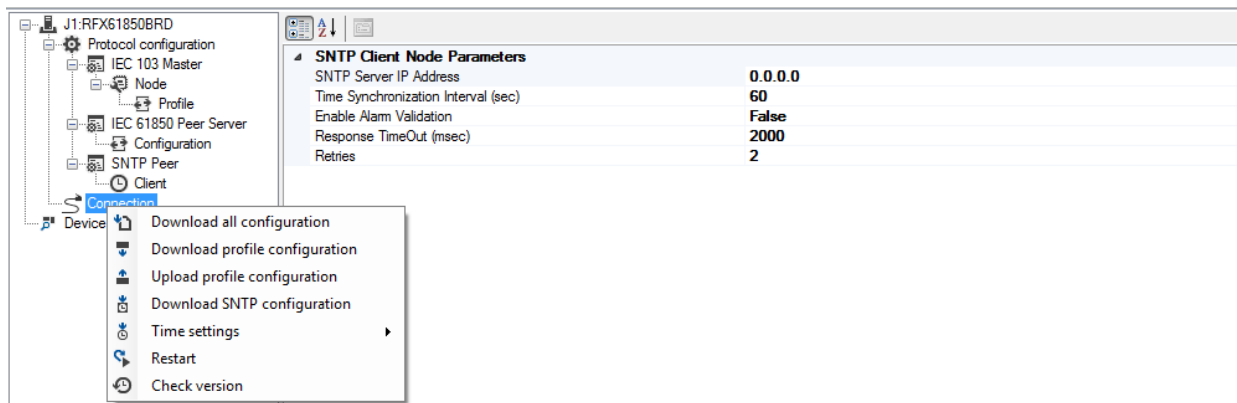 J1:RFX61850BRD
Protocol configuration
IEC 103 Master
Node
Profile
IEC 61850 Peer Server
Configuration
SNTP Peer
Client
Connection
Device
Download all configuration
Download profile configuration
Upload profile configuration
Download SNTP configuration
Time settings
Restart
Check version
SNTP Client Node Parameters
SNTP Server IP Address 0.0.0.0
Time Synchronization Interval (sec) 60
Enable Alarm Validation False
Response TimeOut (msec) 2000
Retries 2